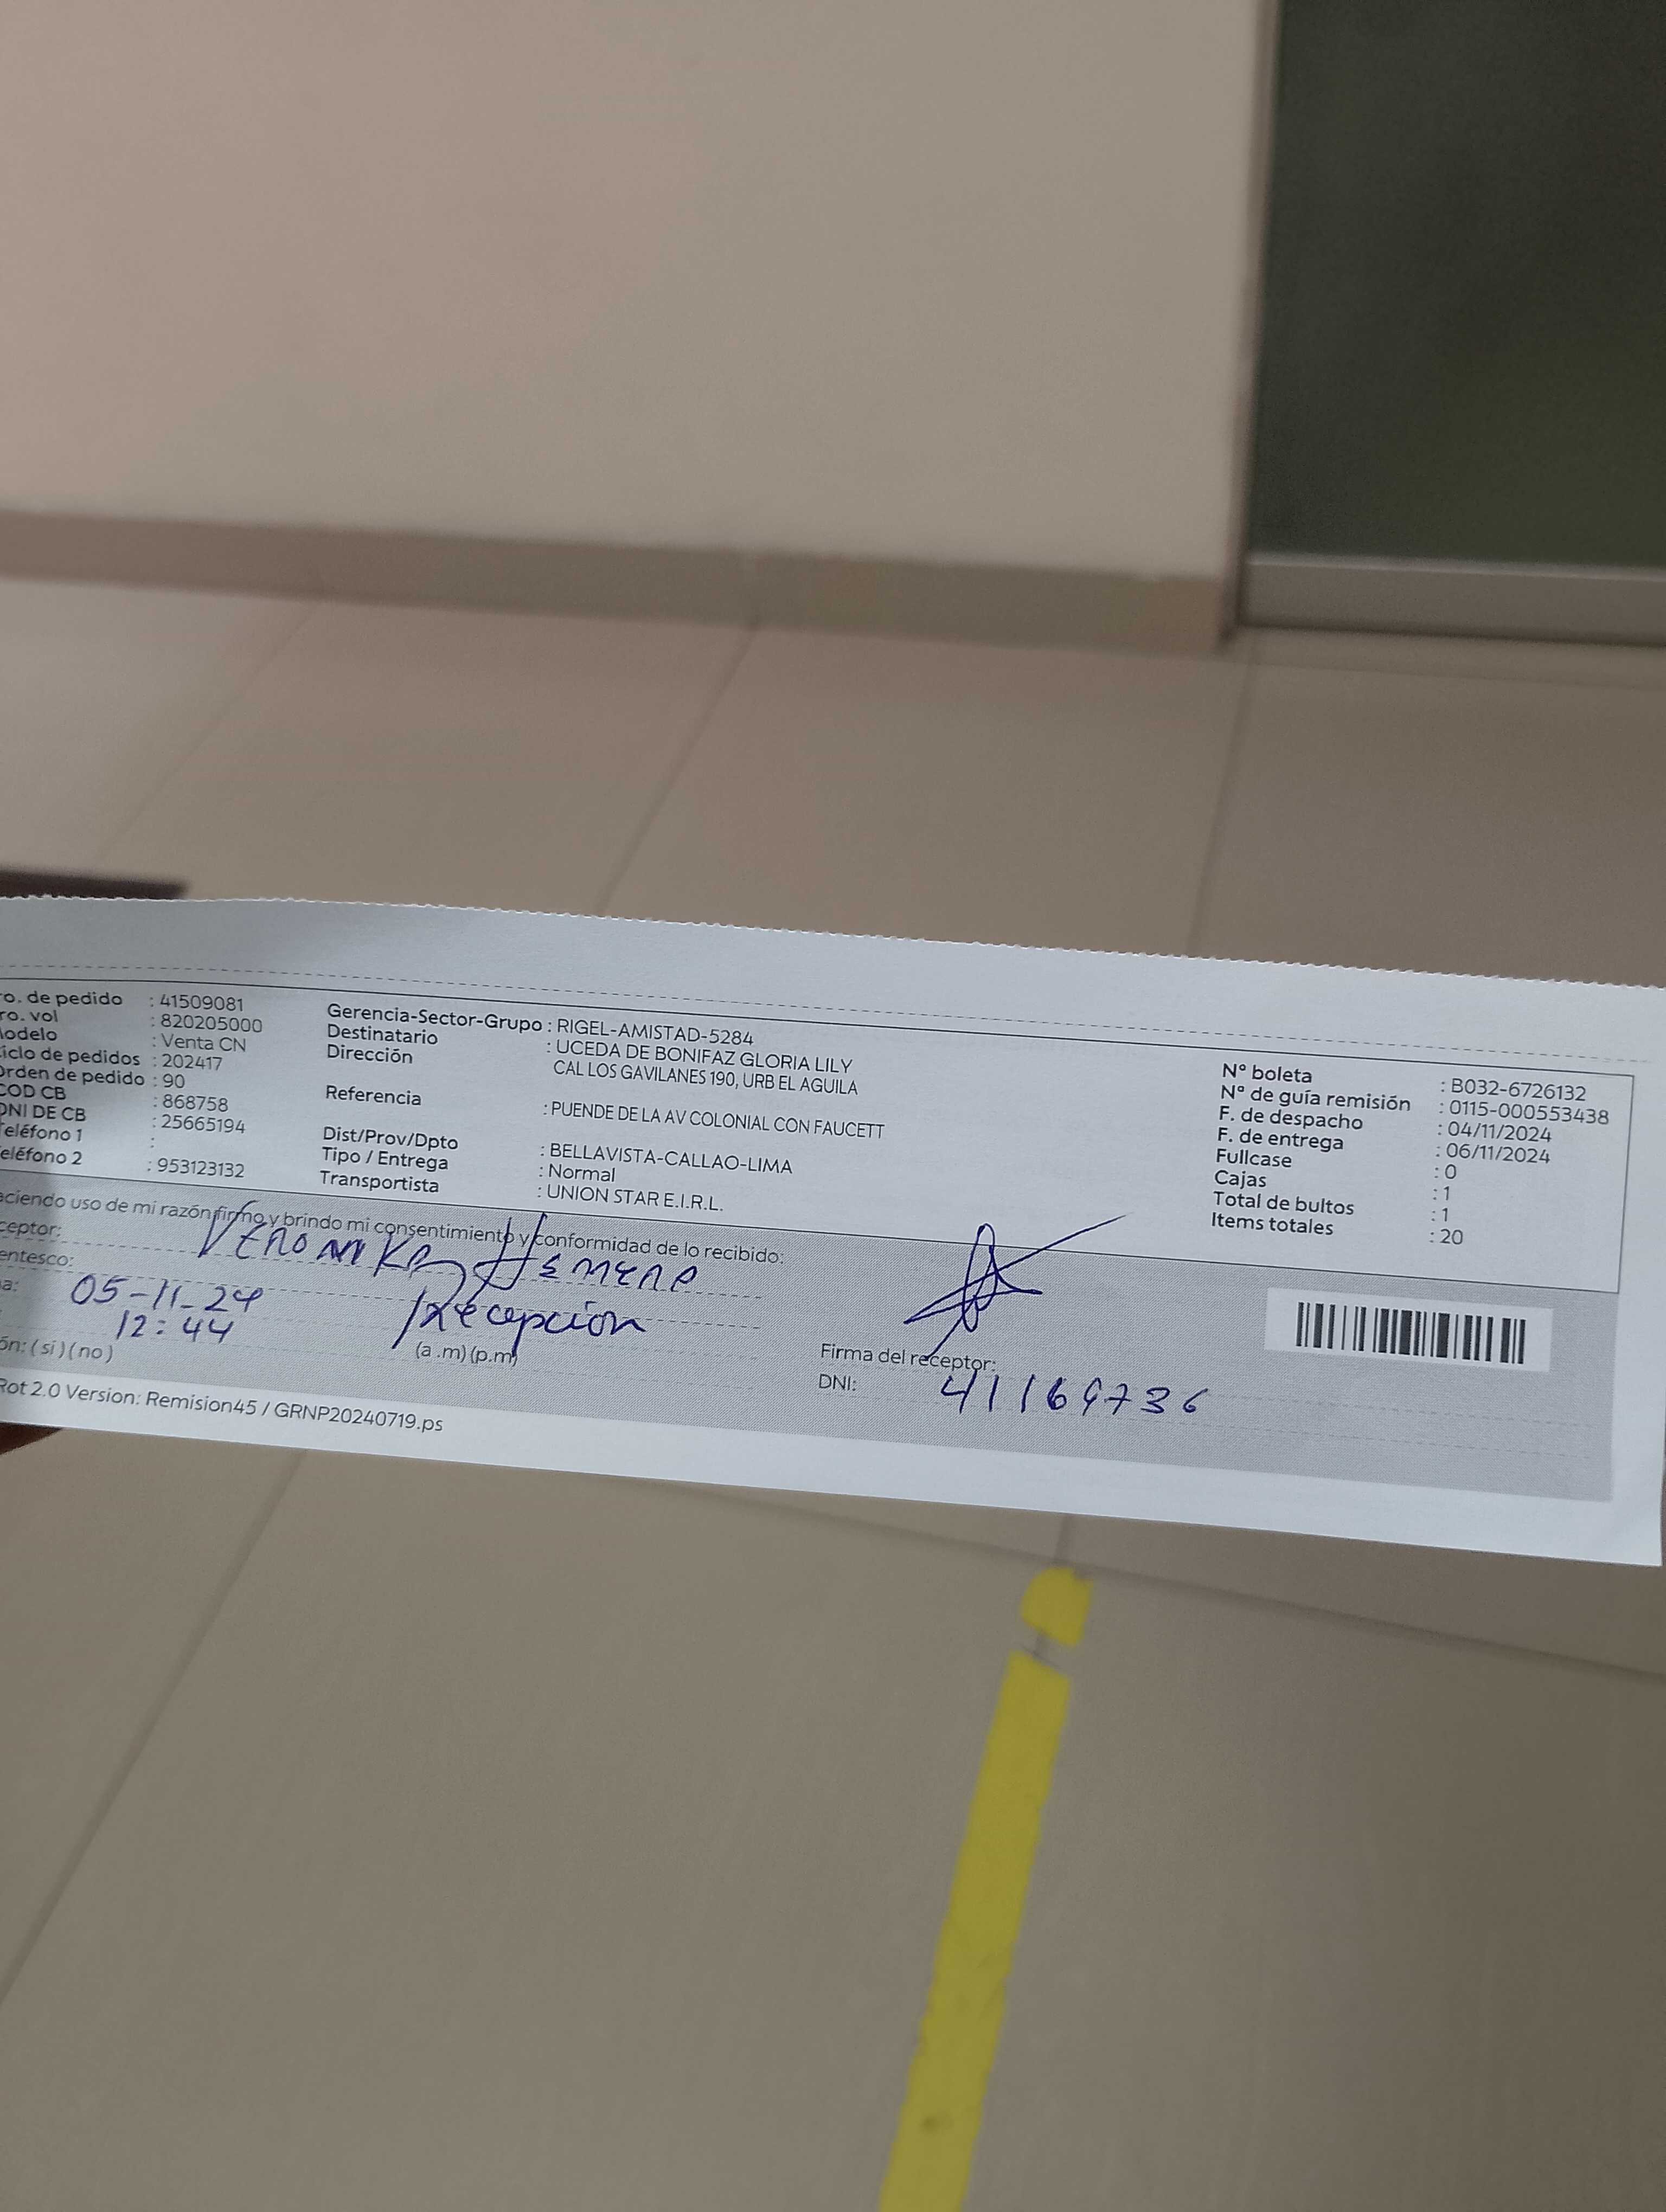 ro. de pedido : 41509081
ro. vol : 820205000
odelo : Venta CN
iclo de pedidos : 202417
Orden de pedido : 90
COD CB : 868758
DNI DE CB : 25665194
eléfono 1 :
eléfono 2 : 953123132
Gerencia-Sector-Grupo : RIGEL-AMISTAD-5284
Destinatario : UCEDA DE BONIFAZ GLORIA LILY
Dirección CAL LOS GAVILANES 190, URB EL AGUILA
Referencia : PUENDE DE LA AV COLONIAL CON FAUCETT
Dist/Prov/Dpto : BELLAVISTA-CALLAO-LIMA
Tipo / Entrega : Normal
Transportista : UNION STAR E.I.R.L.
N° boleta : B032-6726132
N° de guía remisión : 0115-000553438
F. de despacho : 04/11/2024
F. de entrega : 06/11/2024
Fullcase : 0
Cajas : 1
Total de bultos : 1
Items totales : 20
aciendo uso de mi razón firmo y brindo mi consentimiento y conformidad de lo recibido:
ceptor:
entesco:
a: 05-11-24 Recepción
12:44
(a .m) (p.m)
ón: ( si ) ( no )
Firma del receptor:
DNI: 41169736
Rot 2.0 Version: Remision45 / GRNP20240719.ps